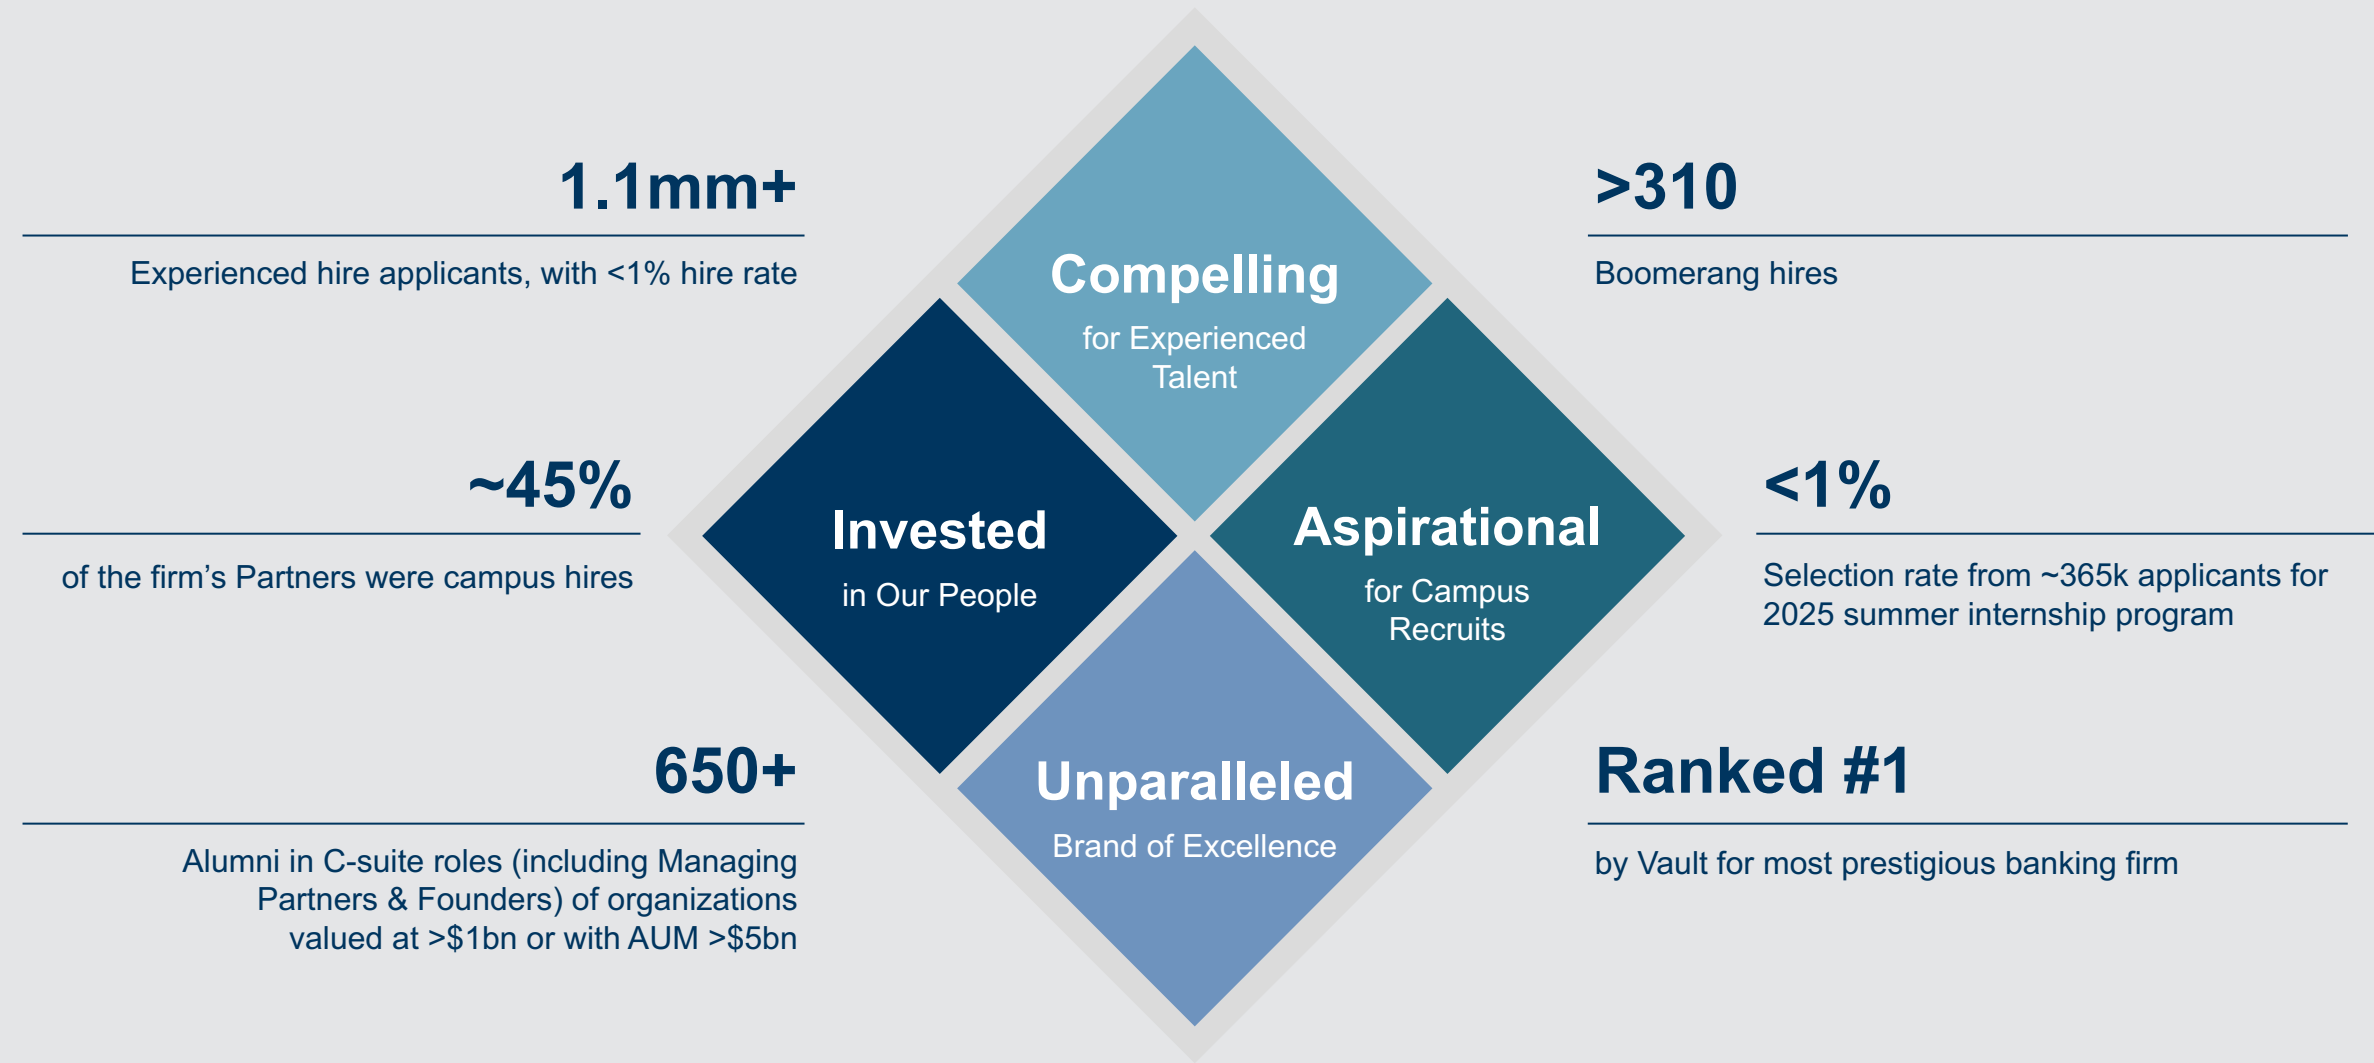 1.1mm+
Experienced hire applicants, with <1% hire rate
>310
Boomerang hires
Compelling
for Experienced
Talent
~45%
of the firm’s Partners were campus hires
Invested
in Our People
Aspirational
for Campus
Recruits
<1%
Selection rate from ~365k applicants for
2025 summer internship program
650+
Alumni in C-suite roles (including Managing
Partners & Founders) of organizations
valued at >$1bn or with AUM >$5bn
Unparalleled
Brand of Excellence
Ranked #1
by Vault for most prestigious banking firm